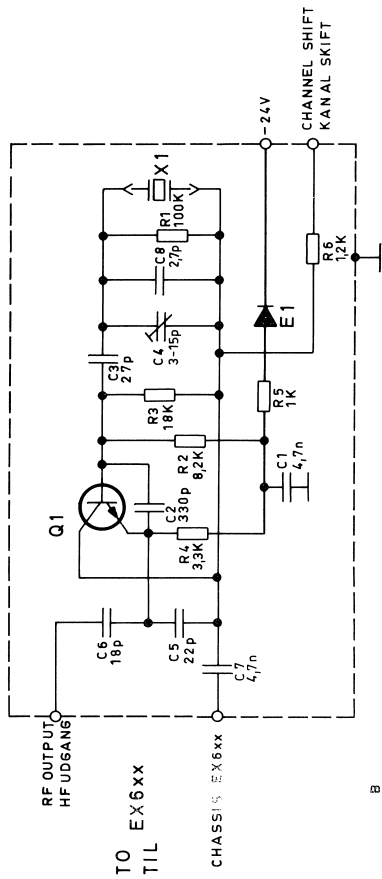 RF OUTPUT
HF UDGANG
TO EX6xx
TIL
CHASSIS EX6xx
C6
18p
C5
22p
C7
4,7n
Q1
C2
330p
R4
3,3K
C1
4,7n
R2
8,2K
R3
18K
R5
1K
C3
27p
C4
3-15p
C8
2,7p
R1
100K
X1
E1
R6
1,2K
-24V
CHANNEL SHIFT
KANAL SKIFT
B